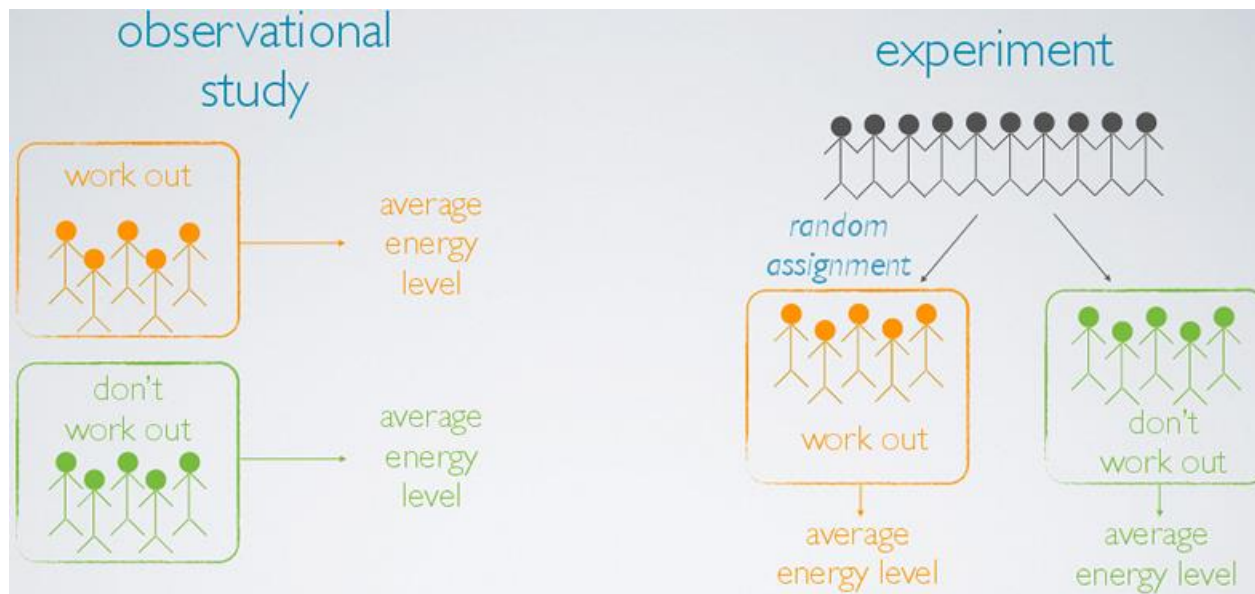 observational
study
work out
average
energy
level
don't
work out
average
energy
level
experiment
random
assignment
work out
average
energy level
don't
work out
average
energy level